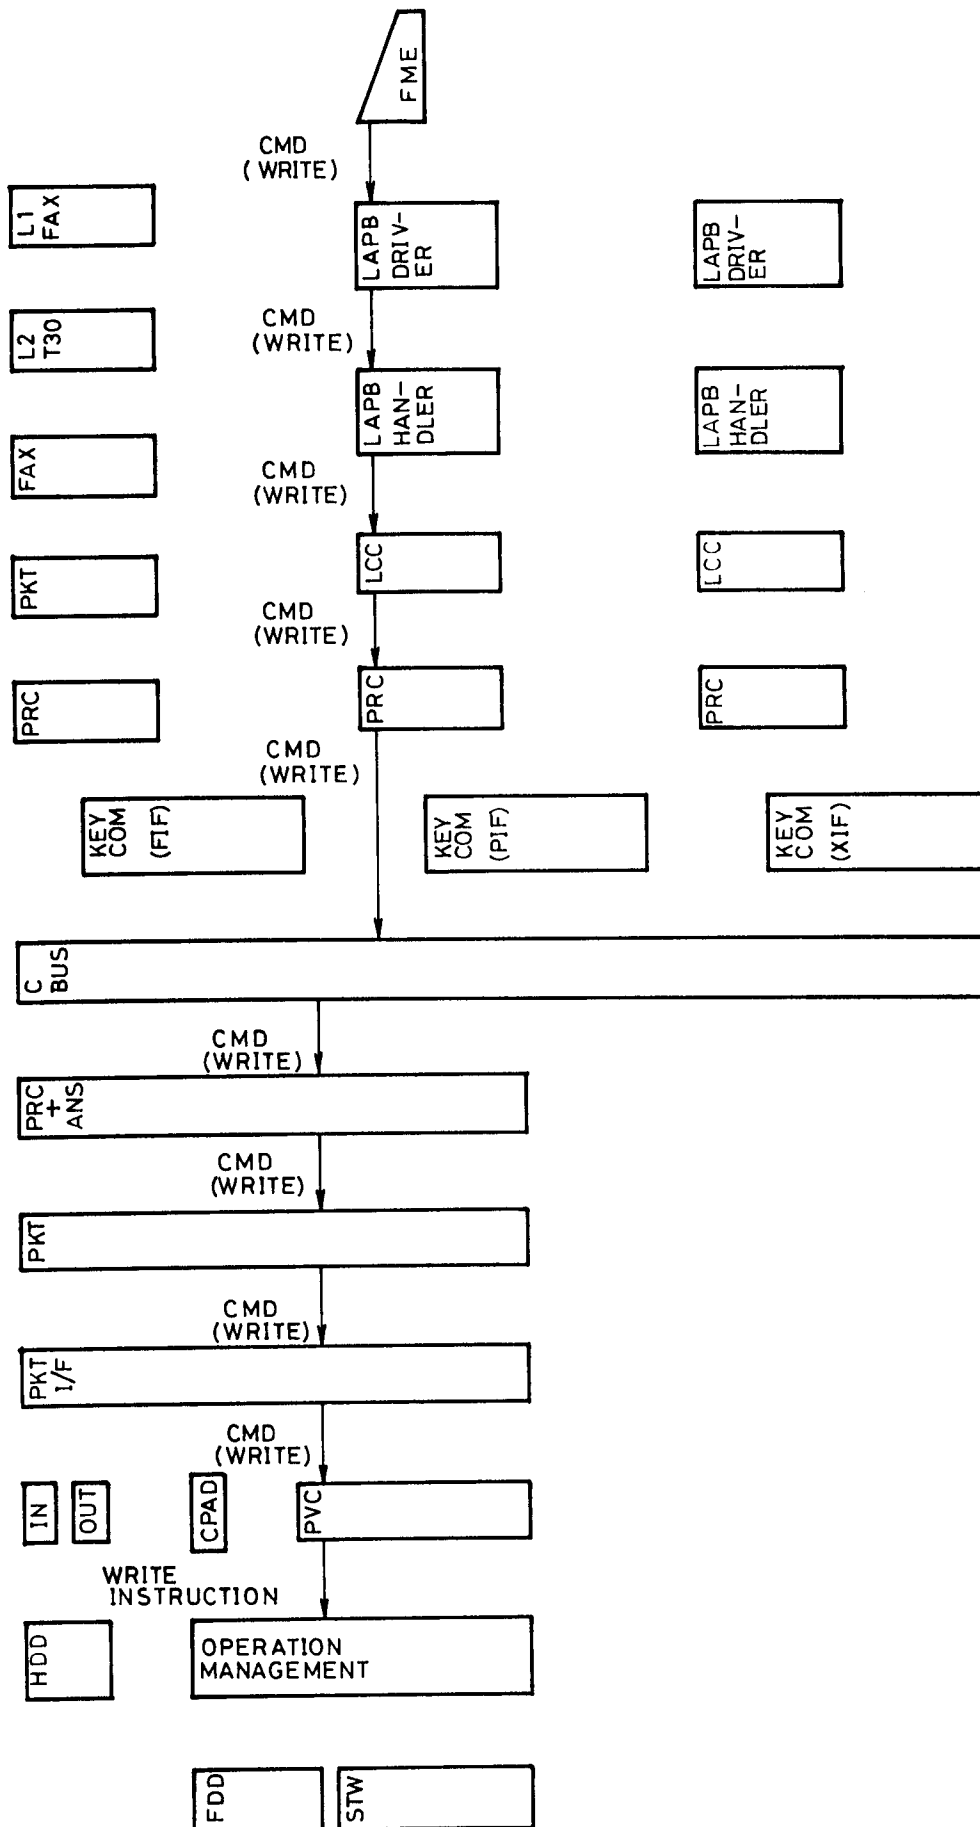 FME
CMD
(WRITE)
L1
FAX
LAPB
DRIV-
ER
LAPB
DRIV-
ER
CMD
(WRITE)
L2
T30
LAPB
HAN-
DLER
LAPB
HAN-
DLER
FAX
CMD
(WRITE)
LCC
LCC
PKT
CMD
(WRITE)
PRC
PRC
PRC
CMD
(WRITE)
KEY
COM
(FIF)
KEY
COM
(PIF)
KEY
COM
(XIF)
C
BUS
CMD
(WRITE)
PRC
+
ANS
CMD
(WRITE)
PKT
CMD
(WRITE)
PKT
I/F
CMD
(WRITE)
IN
OUT
CPAD
PVC
WRITE
INSTRUCTION
HDD
OPERATION
MANAGEMENT
FDD
STW